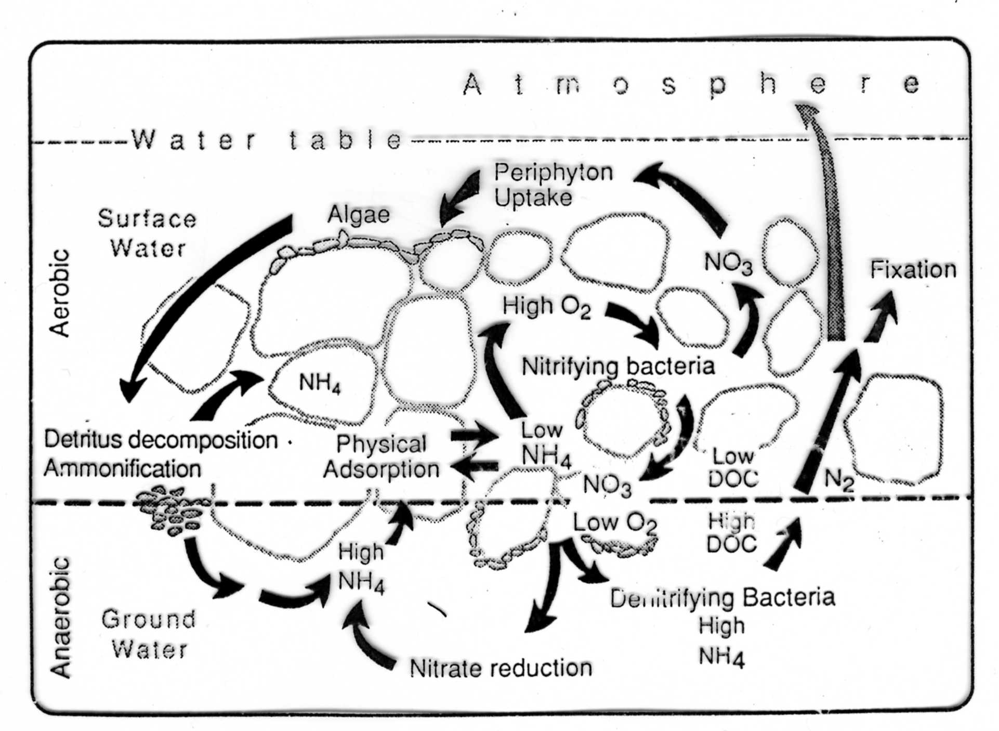 Atmosphere
Water table
Periphyton
Uptake
Algae
Surface
Water
Aerobic
NO3
Fixation
High O2
Nitrifying bacteria
NH4
Detritus decomposition
Ammonification
Physical
Adsorption
Low
NH4
NO3
Low
DOC
N2
Low O2
High
DOC
High
NH4
Anaerobic
Ground
Water
Denitrifying Bacteria
High
NH4
Nitrate reduction